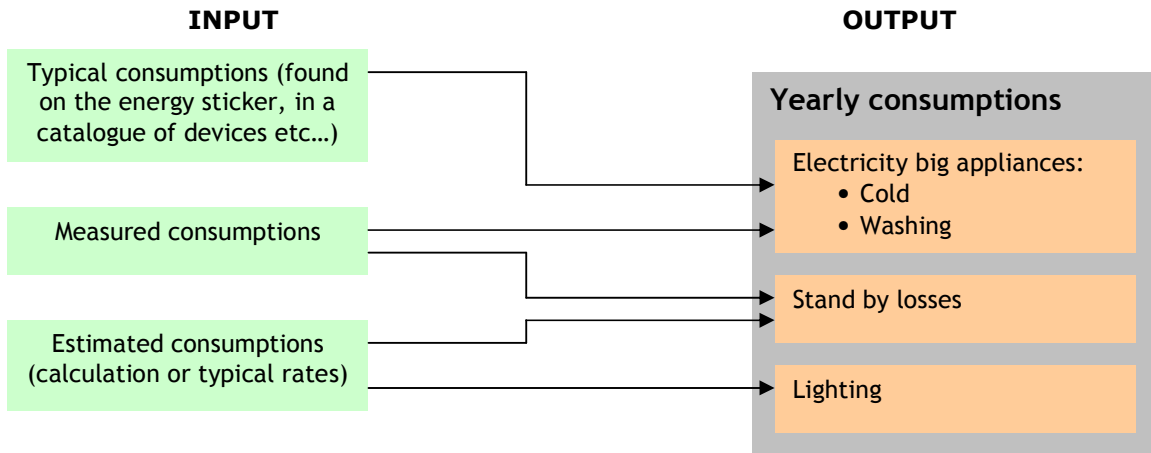 INPUT
OUTPUT
Typical consumptions (found
on the energy sticker, in a
catalogue of devices etc…)
Measured consumptions
Estimated consumptions
(calculation or typical rates)
Yearly consumptions
Electricity big appliances:
• Cold
• Washing
Stand by losses
Lighting